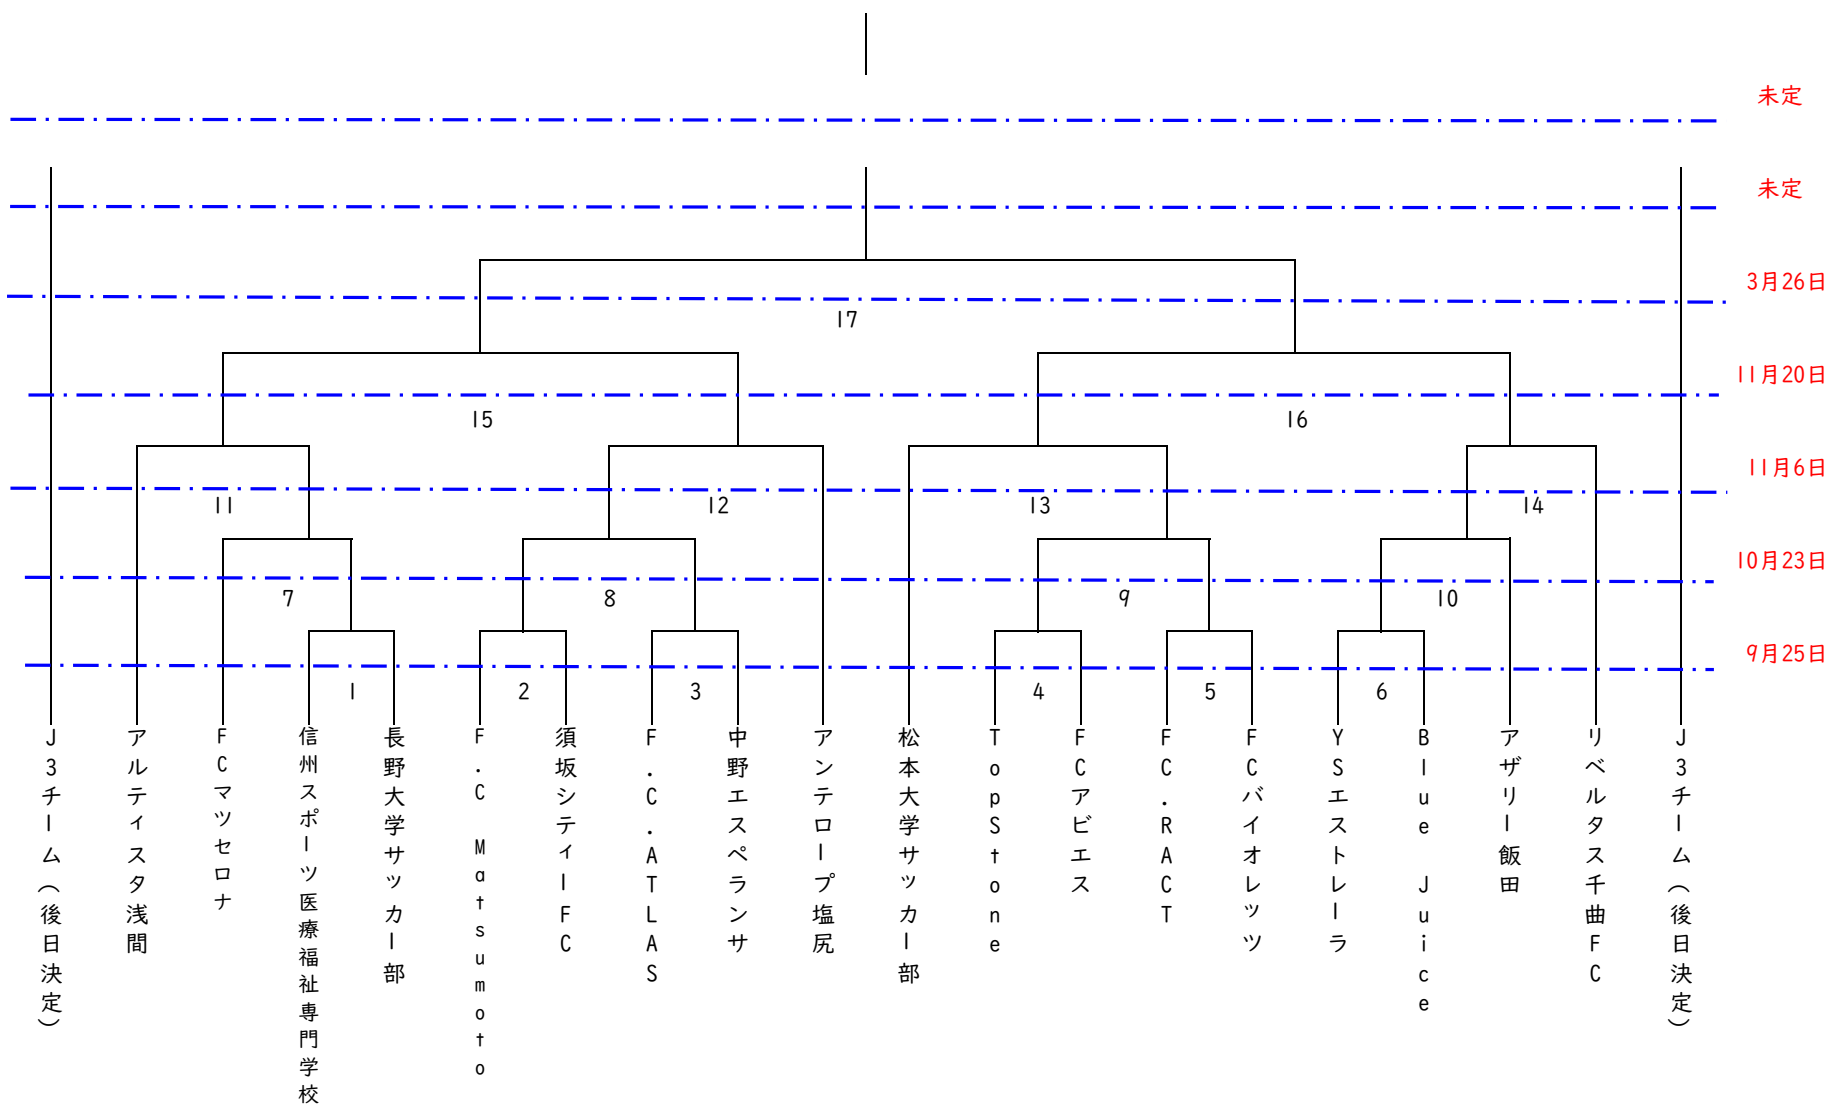 未定
未定
3月26日
17
11月20日
15
16
11月6日
11
12
13
14
10月23日
7
8
9
10
9月25日
1
2
3
4
5
6
J3チーム（後日決定）
アルティスタ浅間
FCマツセロナ
信州スポーツ医療福祉専門学校
長野大学サッカー部
F.C Matsumoto
須坂シティーFC
F.C.ATLAS
中野エスペランサ
アンテロープ塩尻
松本大学サッカー部
TopStone
FCアビエス
FC.RACT
FCバイオレッツ
YSエストレーラ
Blue Juice
アザリー飯田
リベルタス千曲FC
J3チーム（後日決定）